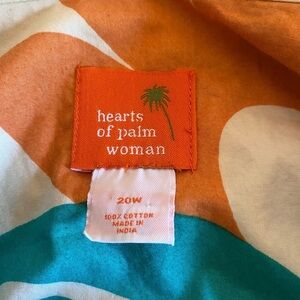 hearts
of palm
woman
20W
100% COTTON
MADE IN
INDIA